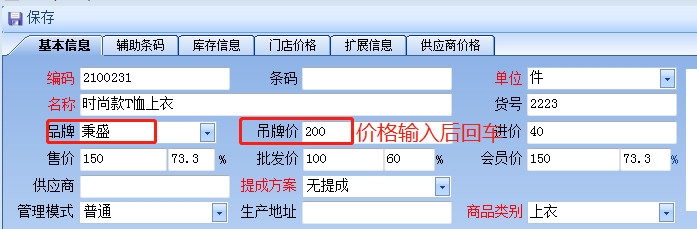 保存
基本信息 辅助条码 库存信息 门店价格 扩展信息 供应商价格
编码 2100231 条码 单位 件
名称 时尚款T恤上衣 货号 2223
品牌 秉盛 吊牌价 200 价格输入后回车 进价 40
售价 150 73.3 % 批发价 100 60 % 会员价 150 73.3 %
供应商 提成方案 无提成
管理模式 普通 生产地址 商品类别 上衣